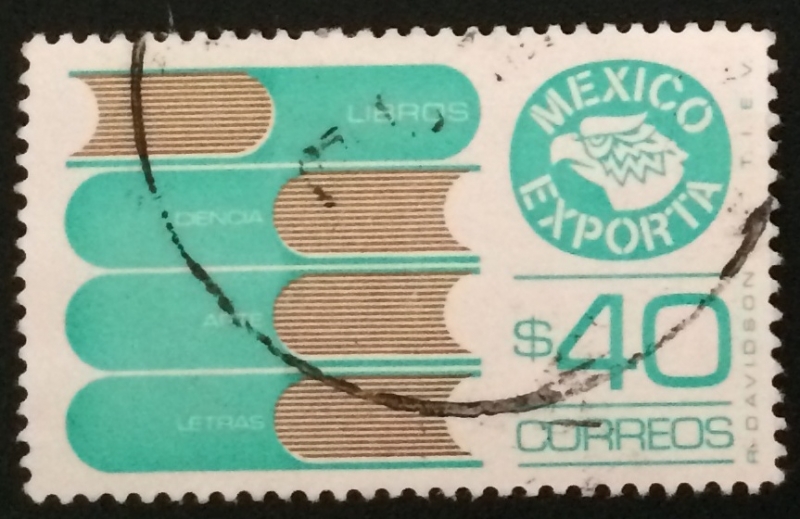 LIBROS
CIENCIA
ARTE
LETRAS
MEXICO
EXPORTA
$40
CORREOS
R. DAVIDSON T.I.E.V.